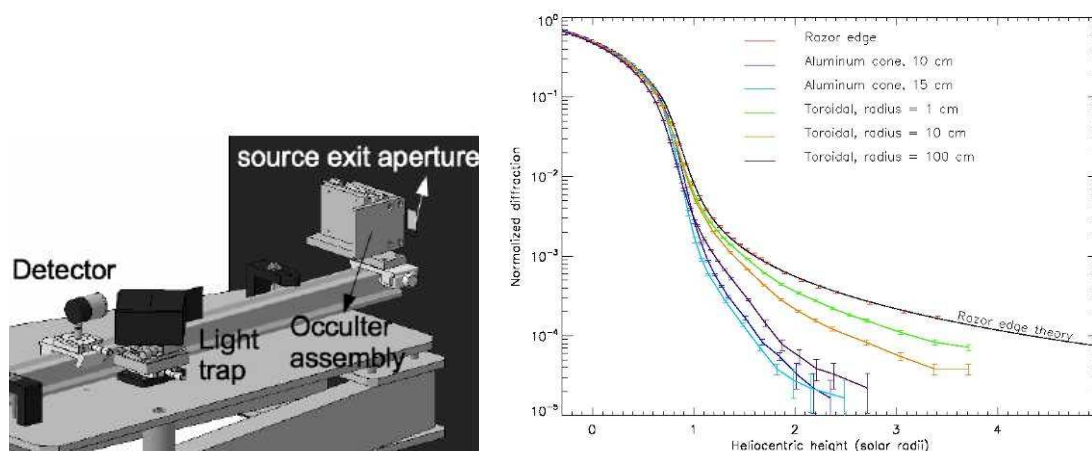 source exit aperture
Detector
Light
trap
Occulter
assembly
Normalized diffraction
10⁰
10⁻¹
10⁻²
10⁻³
10⁻⁴
10⁻⁵
Razor edge
Aluminum cone, 10 cm
Aluminum cone, 15 cm
Toroidal, radius = 1 cm
Toroidal, radius = 10 cm
Toroidal, radius = 100 cm
Razor edge theory
0 1 2 3 4
Heliocentric height (solar radii)